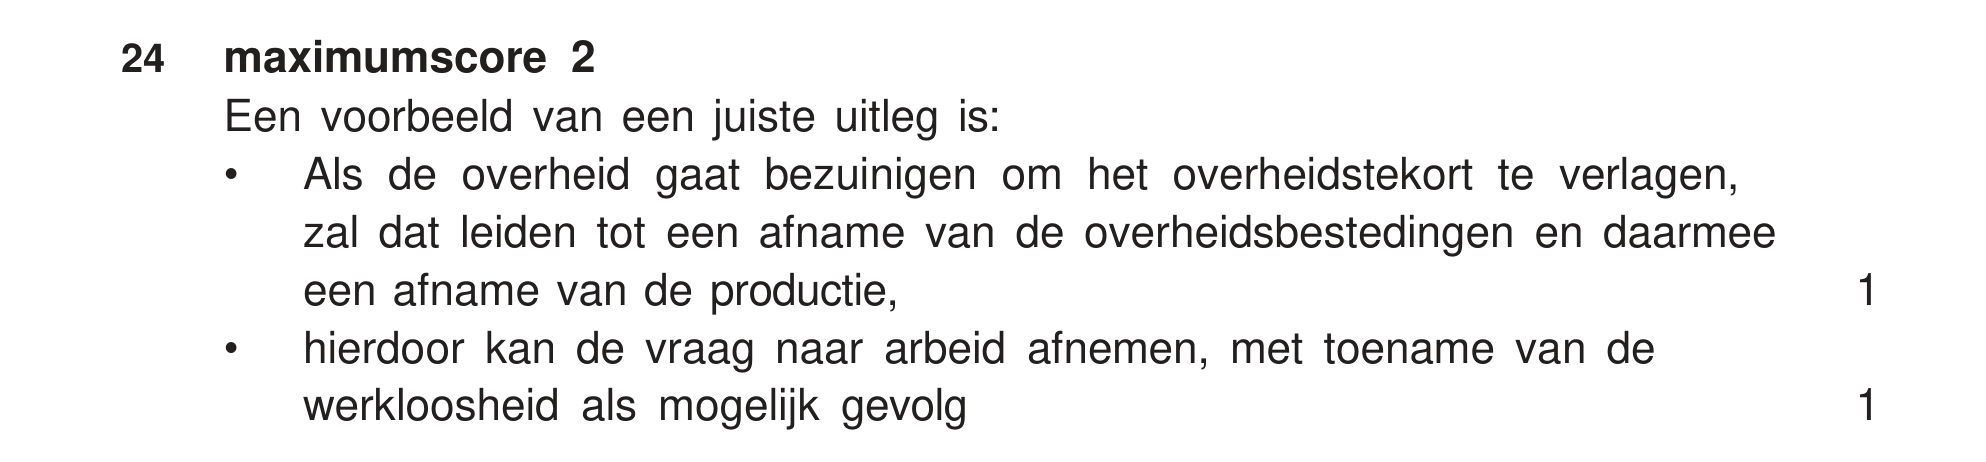 24 maximumscore 2
Een voorbeeld van een juiste uitleg is:
• Als de overheid gaat bezuinigen om het overheidstekort te verlagen,
zal dat leiden tot een afname van de overheidsbestedingen en daarmee
een afname van de productie, 1
• hierdoor kan de vraag naar arbeid afnemen, met toename van de
werkloosheid als mogelijk gevolg 1